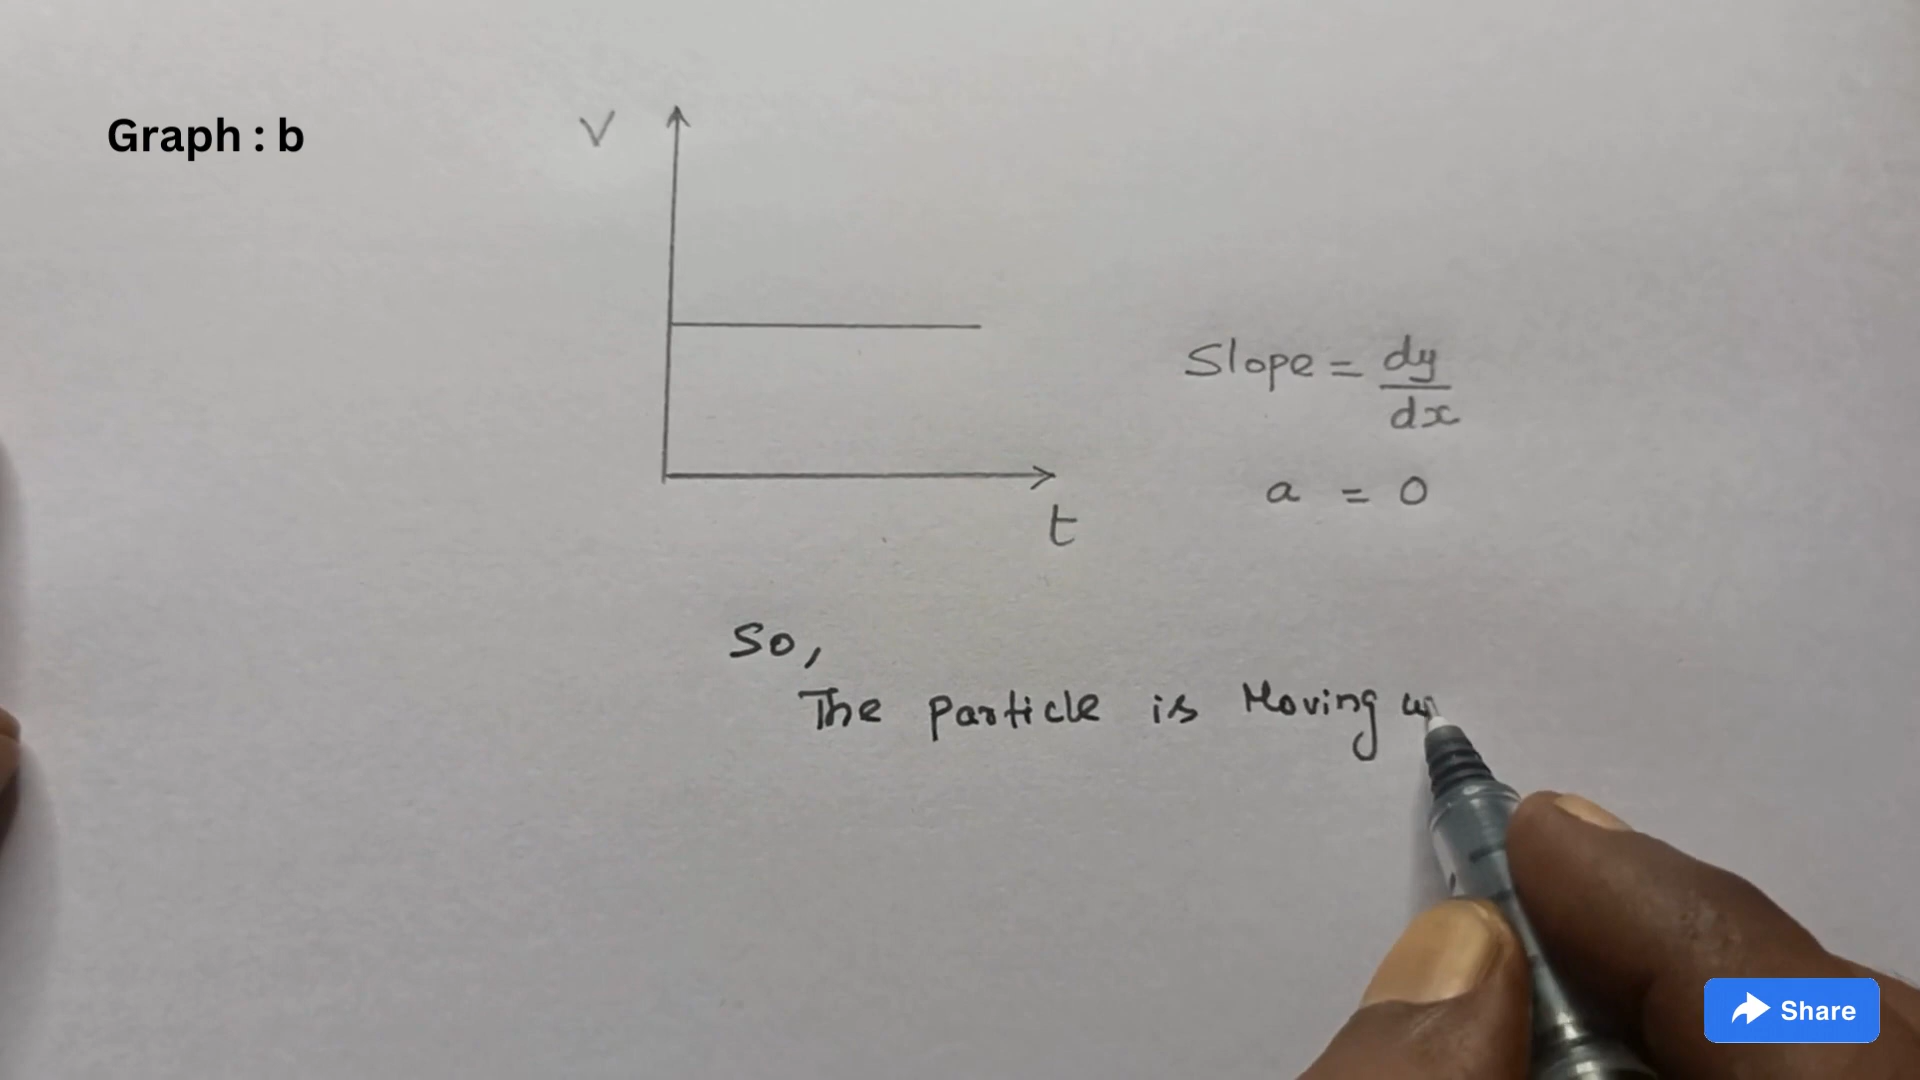 Graph : b
V
t
Slope = dy/dx
a = 0
So,
The particle is Moving
Share